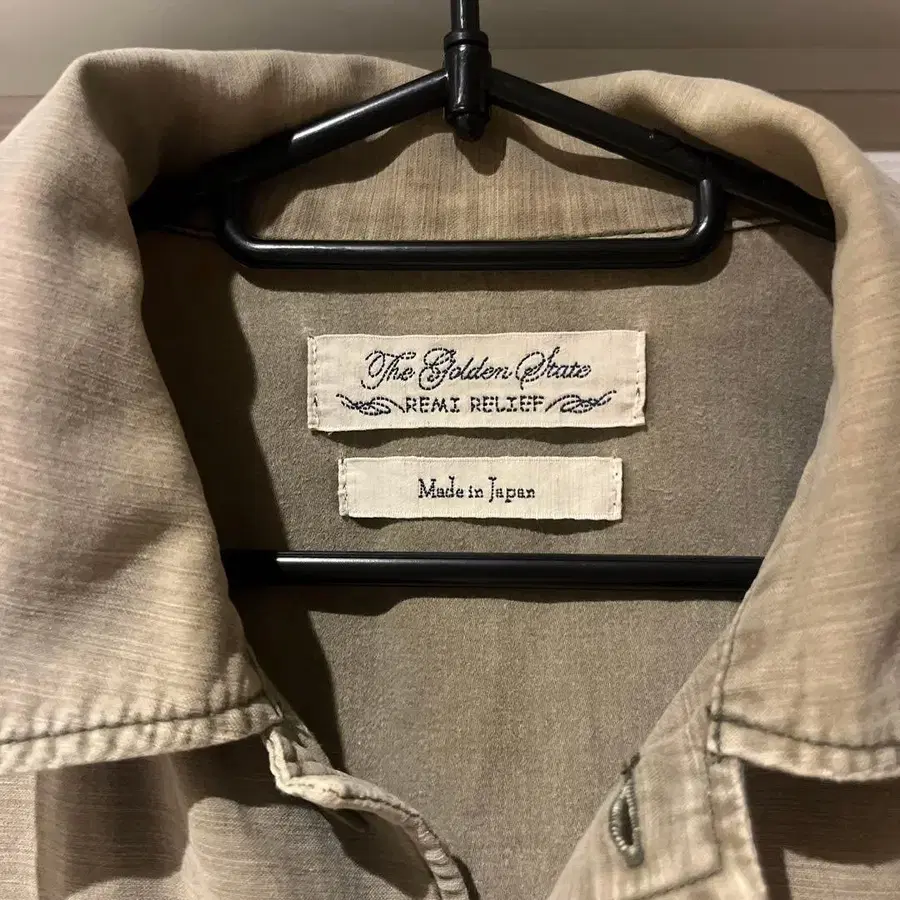 The Golden State
REMI RELIEF
Made in Japan